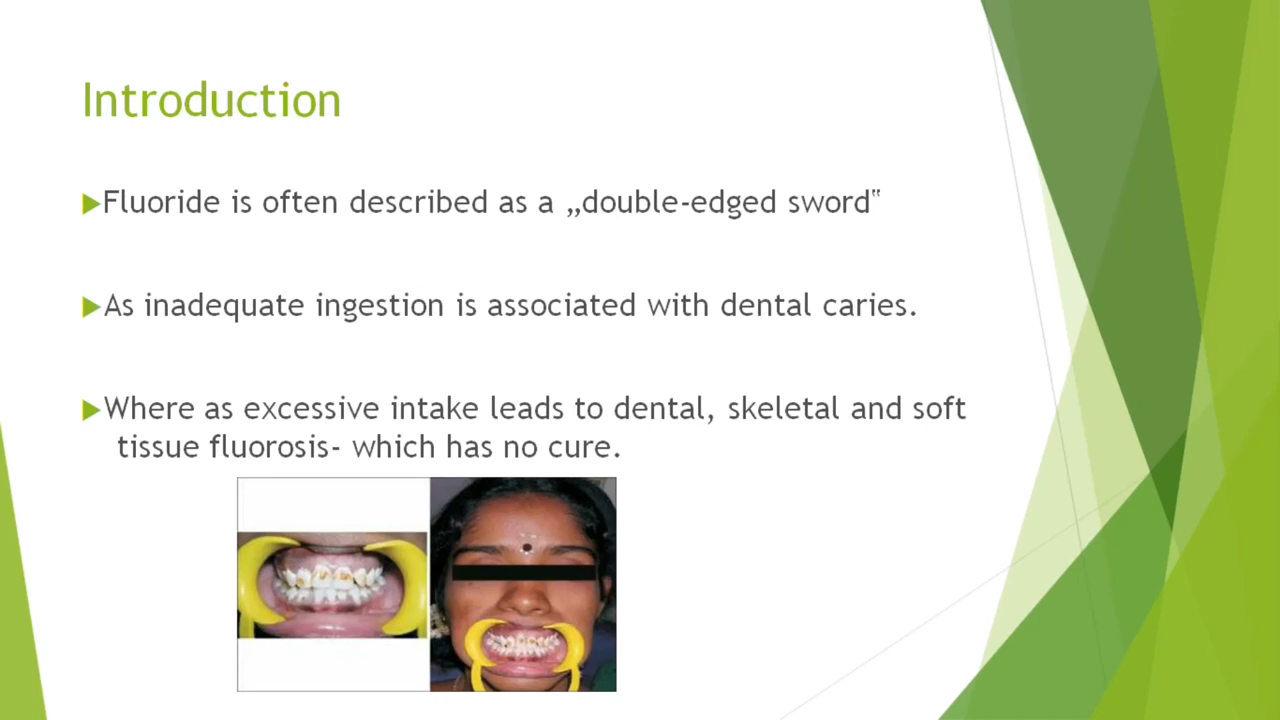 Introduction
Fluoride is often described as a „double-edged sword‟
As inadequate ingestion is associated with dental caries.
Where as excessive intake leads to dental, skeletal and soft
tissue fluorosis- which has no cure.